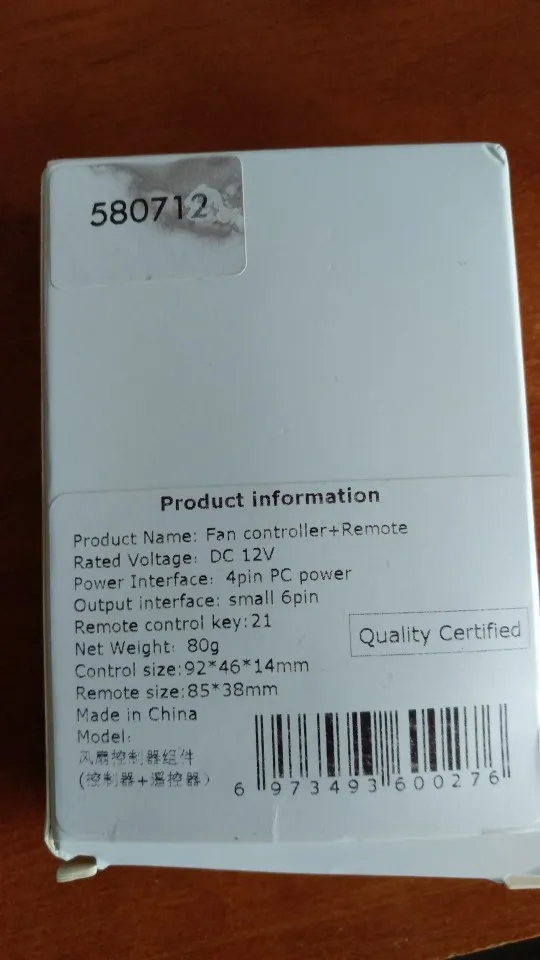 580712
Product information
Product Name: Fan controller+Remote
Rated Voltage: DC 12V
Power Interface: 4pin PC power
Output interface: small 6pin
Remote control key:21
Quality Certified
Net Weight: 80g
Control size:92*46*14mm
Remote size:85*38mm
Made in China
Model:
风扇控制器组件
(控制器+遥控器)
6 973493 600276